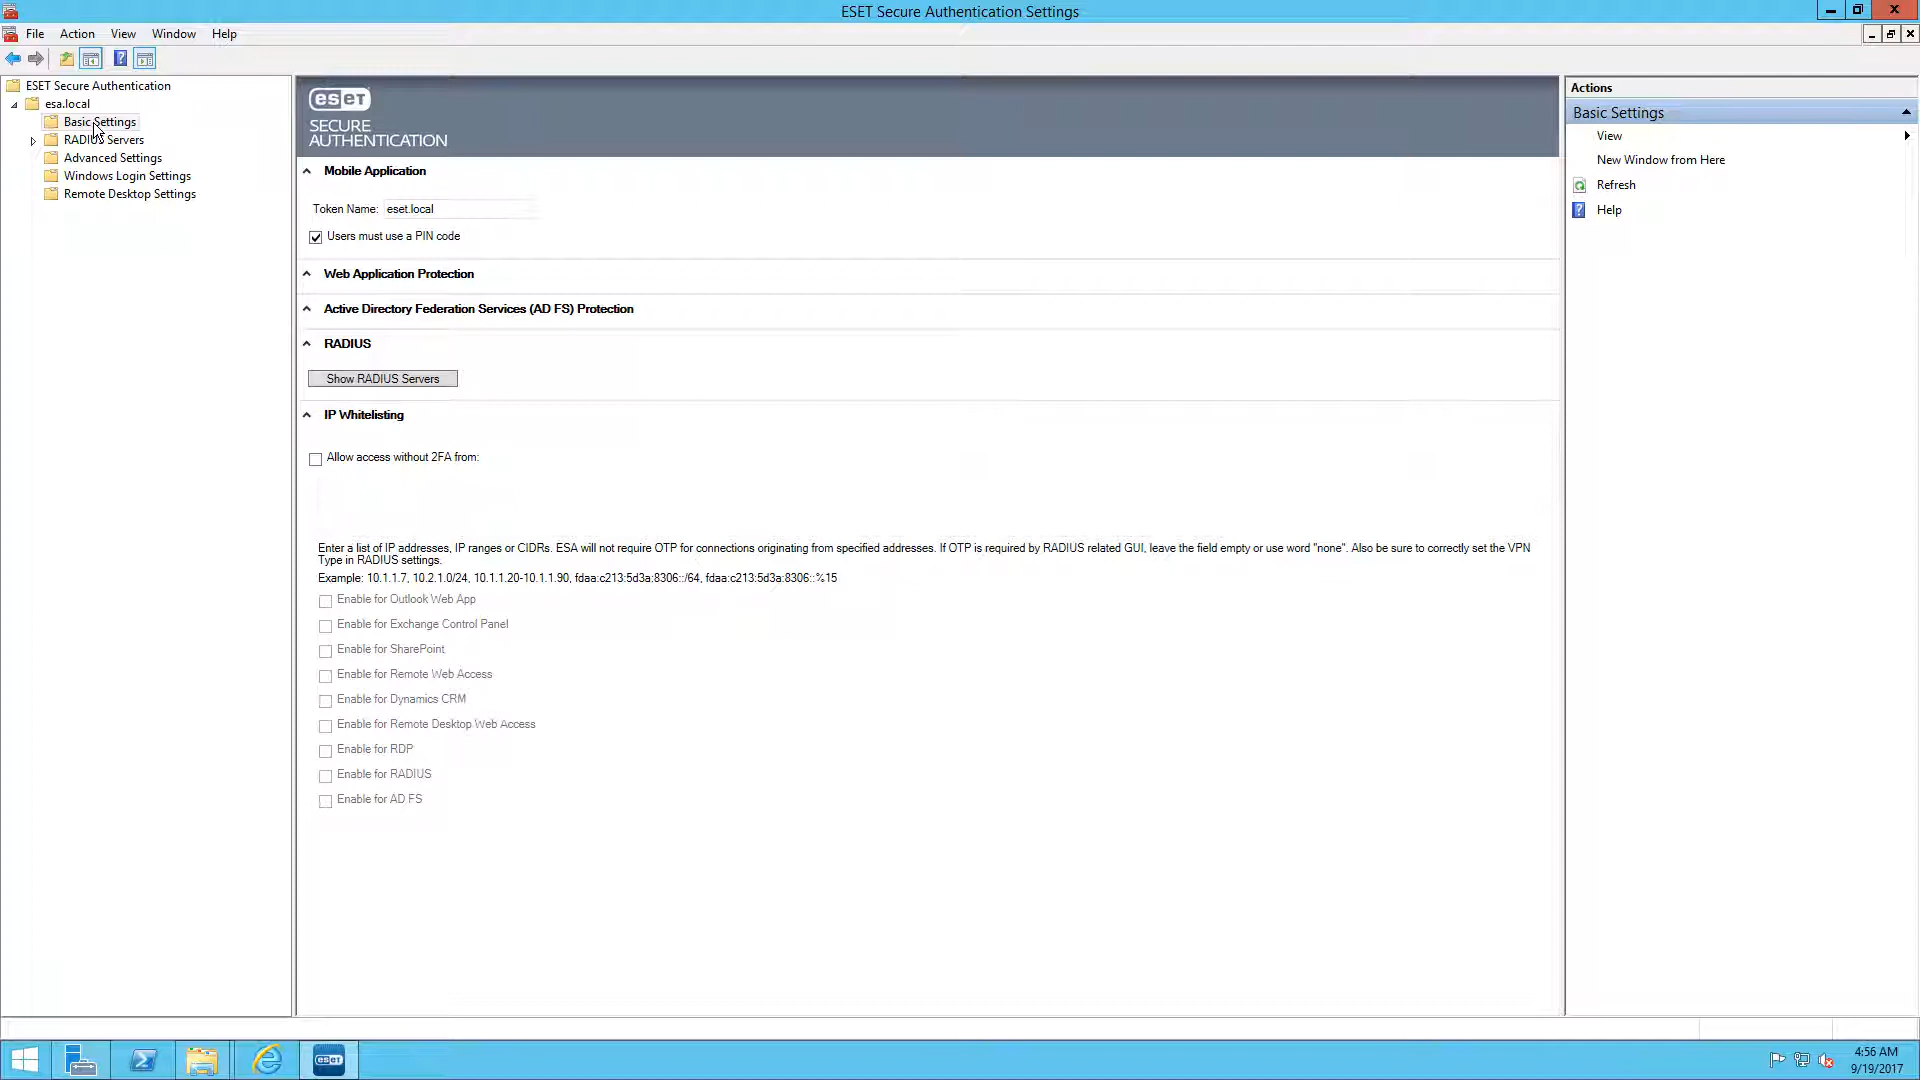 ESET Secure Authentication Settings
File Action View Window Help
ESET Secure Authentication
esa.local
Basic Settings
RADIUS Servers
Advanced Settings
Windows Login Settings
Remote Desktop Settings
eset
SECURE
AUTHENTICATION
Mobile Application
Token Name: eset.local
Users must use a PIN code
Web Application Protection
Active Directory Federation Services (AD FS) Protection
RADIUS
Show RADIUS Servers
IP Whitelisting
Allow access without 2FA from:
Enter a list of IP addresses, IP ranges or CIDRs. ESA will not require OTP for connections originating from specified addresses. If OTP is required by RADIUS related GUI, leave the field empty or use word "none". Also be sure to correctly set the VPN
Type in RADIUS settings.
Example: 10.1.1.7, 10.2.1.0/24, 10.1.1.20-10.1.1.90, fdaa:c213:5d3a:8306::/64, fdaa:c213:5d3a:8306::%15
Enable for Outlook Web App
Enable for Exchange Control Panel
Enable for SharePoint
Enable for Remote Web Access
Enable for Dynamics CRM
Enable for Remote Desktop Web Access
Enable for RDP
Enable for RADIUS
Enable for AD FS
Actions
Basic Settings
View
New Window from Here
Refresh
Help
eset
4:56 AM
9/19/2017